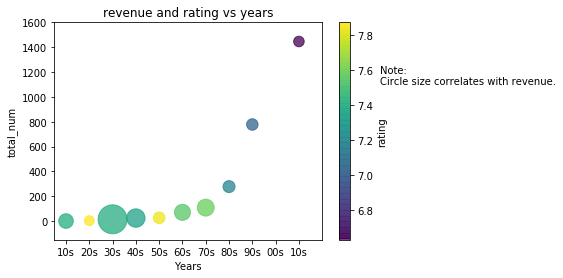 revenue and rating vs years
1600
1400
1200
1000
800
600
400
200
0
total_num
10s 20s 30s 40s 50s 60s 70s 80s 90s 00s 10s
Years
7.8
7.6
7.4
7.2
7.0
6.8
rating
Note:
Circle size correlates with revenue.